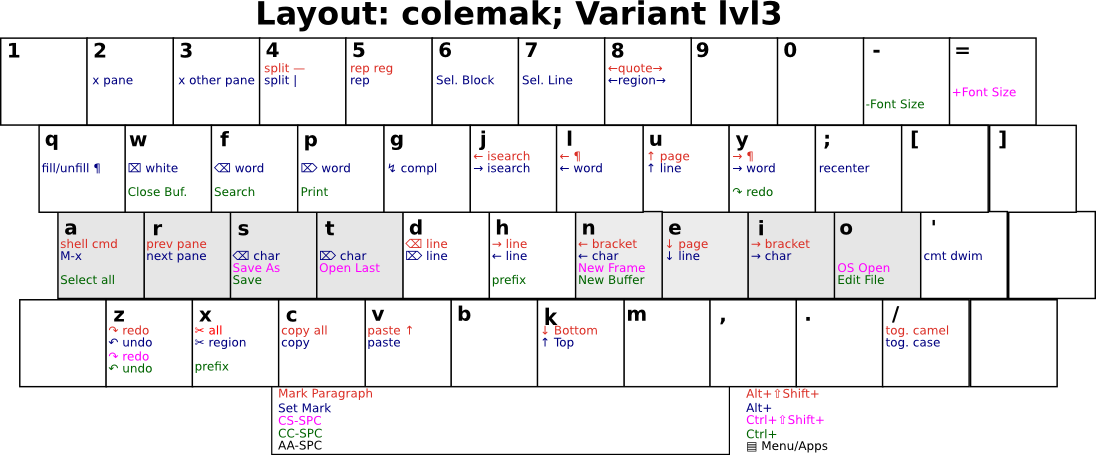 Layout: colemak; Variant lvl3
1
2
x pane
3
x other pane
4
split —
split |
5
rep reg
rep
6
Sel. Block
7
Sel. Line
8
←quote→
←region→
9
0
-
-Font Size
=
+Font Size
q
fill/unfill ¶
w
⌧ white
Close Buf.
f
⌫ word
Search
p
⌦ word
Print
g
↯ compl
j
← isearch
→ isearch
l
← ¶
← word
u
↑ page
↑ line
y
→ ¶
→ word
↷ redo
;
recenter
[
]
a
shell cmd
M-x
Select all
r
prev pane
next pane
s
⌫ char
Save As
Save
t
⌦ char
Open Last
d
⌫ line
⌦ line
h
→ line
← line
prefix
n
← bracket
← char
New Frame
New Buffer
e
↓ page
↓ line
i
→ bracket
→ char
o
OS Open
Edit File
'
cmt dwim
z
↷ redo
↶ undo
↷ redo
↶ undo
x
✂ all
✂ region
prefix
c
copy all
copy
v
paste ↑
paste
b
k
↓ Bottom
↑ Top
m
,
.
/
tog. camel
tog. case
Mark Paragraph
Set Mark
CS-SPC
CC-SPC
AA-SPC
Alt+⇧Shift+
Alt+
Ctrl+⇧Shift+
Ctrl+
▤ Menu/Apps